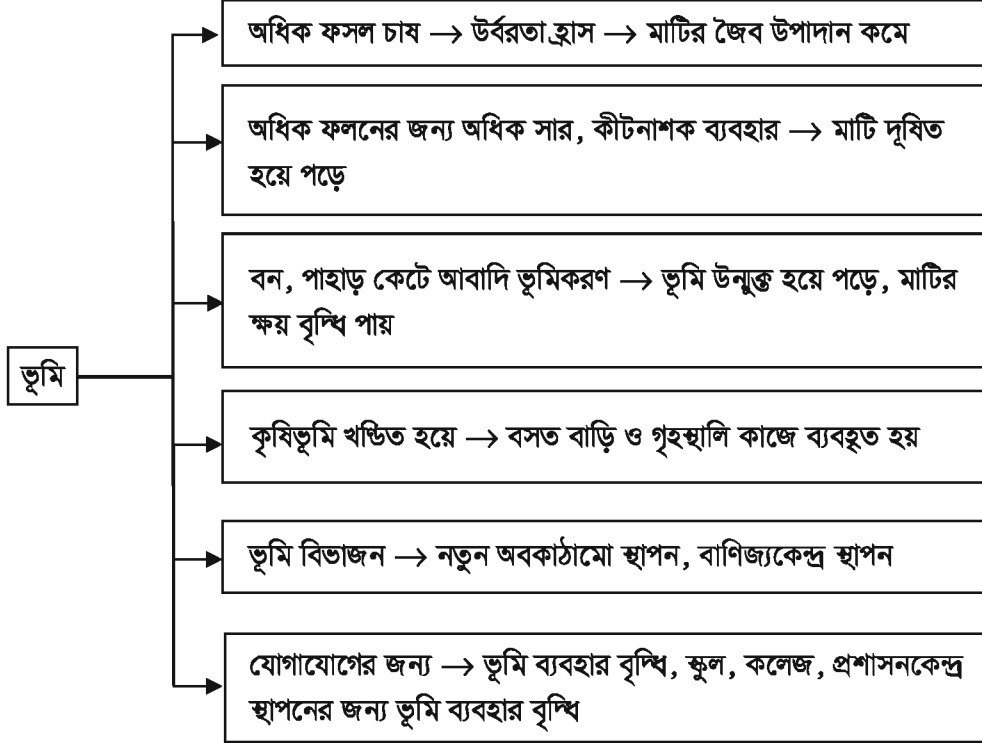 অধিক ফসল চাষ → উর্বরতা হ্রাস → মাটির জৈব উপাদান কমে
অধিক ফলনের জন্য অধিক সার, কীটনাশক ব্যবহার → মাটি দূষিত
হয়ে পড়ে
বন, পাহাড় কেটে আবাদি ভূমিকরণ → ভূমি উন্মুক্ত হয়ে পড়ে, মাটির
ক্ষয় বৃদ্ধি পায়
ভূমি
কৃষিভূমি খন্ডিত হয়ে → বসত বাড়ি ও গৃহস্থালি কাজে ব্যবহৃত হয়
ভূমি বিভাজন → নতুন অবকাঠামো স্থাপন, বাণিজ্যকেন্দ্র স্থাপন
যোগাযোগের জন্য → ভূমি ব্যবহার বৃদ্ধি, স্কুল, কলেজ, প্রশাসনকেন্দ্র
স্থাপনের জন্য ভূমি ব্যবহার বৃদ্ধি